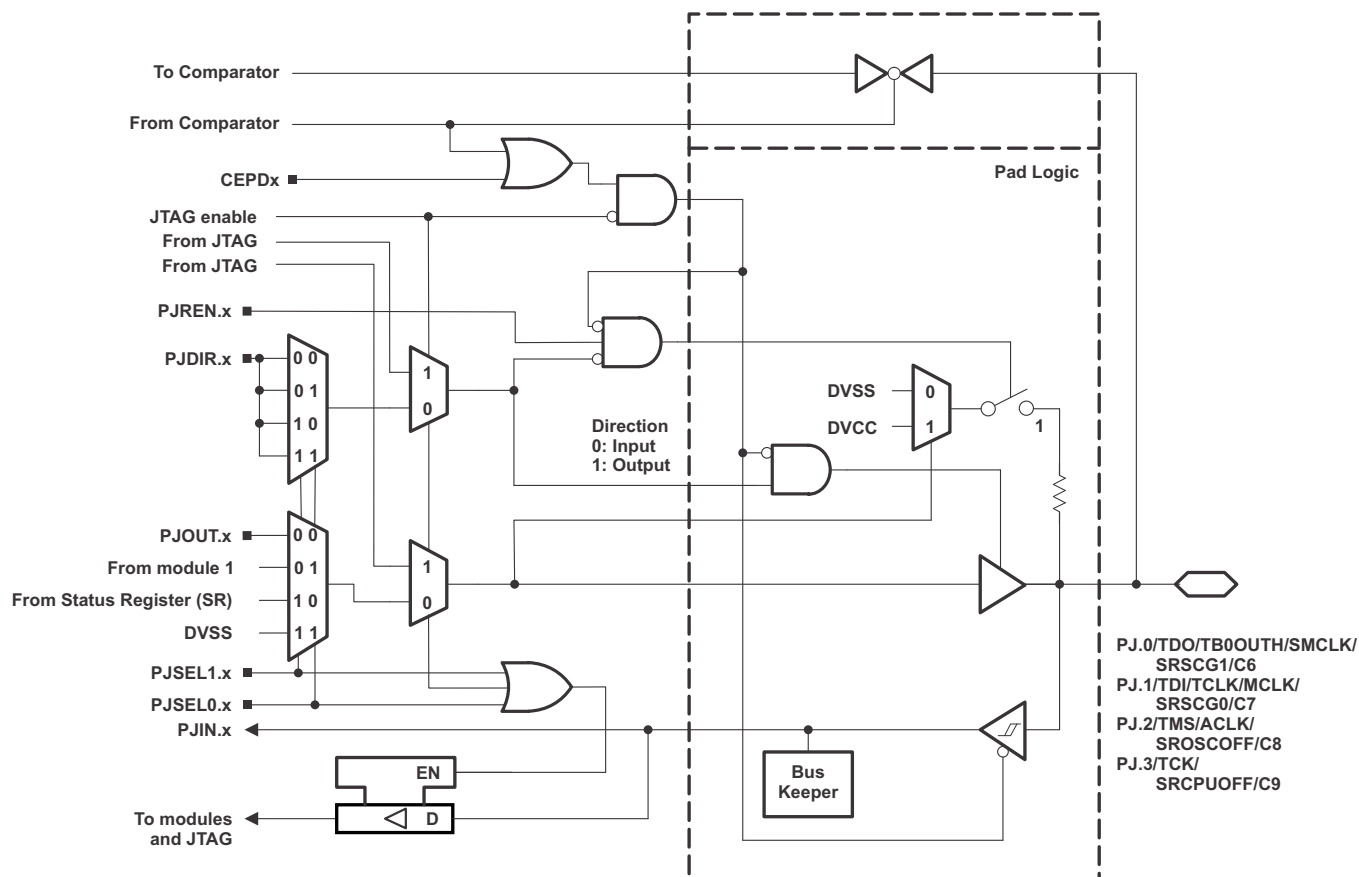 To Comparator
From Comparator
Pad Logic
CEPDx
JTAG enable
From JTAG
From JTAG
PJREN.x
PJDIR.x
0 0
0 1
1 0
1 1
1
0
DVSS
DVCC
0
1
1
Direction
0: Input
1: Output
PJOUT.x
From module 1
From Status Register (SR)
DVSS
0 0
0 1
1 0
1 1
1
0
PJSEL1.x
PJSEL0.x
PJIN.x
EN
D
To modules
and JTAG
Bus
Keeper
PJ.0/TDO/TB0OUTH/SMCLK/
SRSCG1/C6
PJ.1/TDI/TCLK/MCLK/
SRSCG0/C7
PJ.2/TMS/ACLK/
SROSCOFF/C8
PJ.3/TCK/
SRCPUOFF/C9